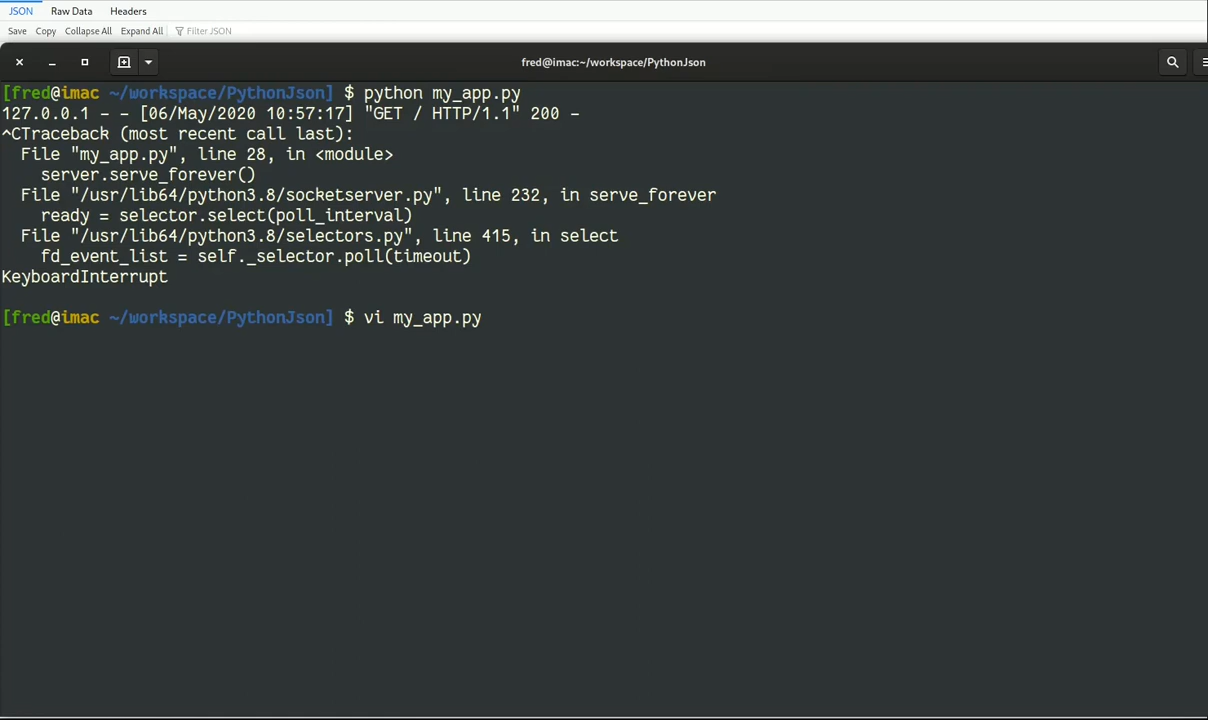 JSON Raw Data Headers
Save Copy Collapse All Expand All Filter JSON
fred@imac:~/workspace/PythonJson
[fred@imac ~/workspace/PythonJson] $ python my_app.py
127.0.0.1 - - [06/May/2020 10:57:17] "GET / HTTP/1.1" 200 -
^CTraceback (most recent call last):
  File "my_app.py", line 28, in <module>
    server.serve_forever()
  File "/usr/lib64/python3.8/socketserver.py", line 232, in serve_forever
    ready = selector.select(poll_interval)
  File "/usr/lib64/python3.8/selectors.py", line 415, in select
    fd_event_list = self._selector.poll(timeout)
KeyboardInterrupt
[fred@imac ~/workspace/PythonJson] $ vi my_app.py